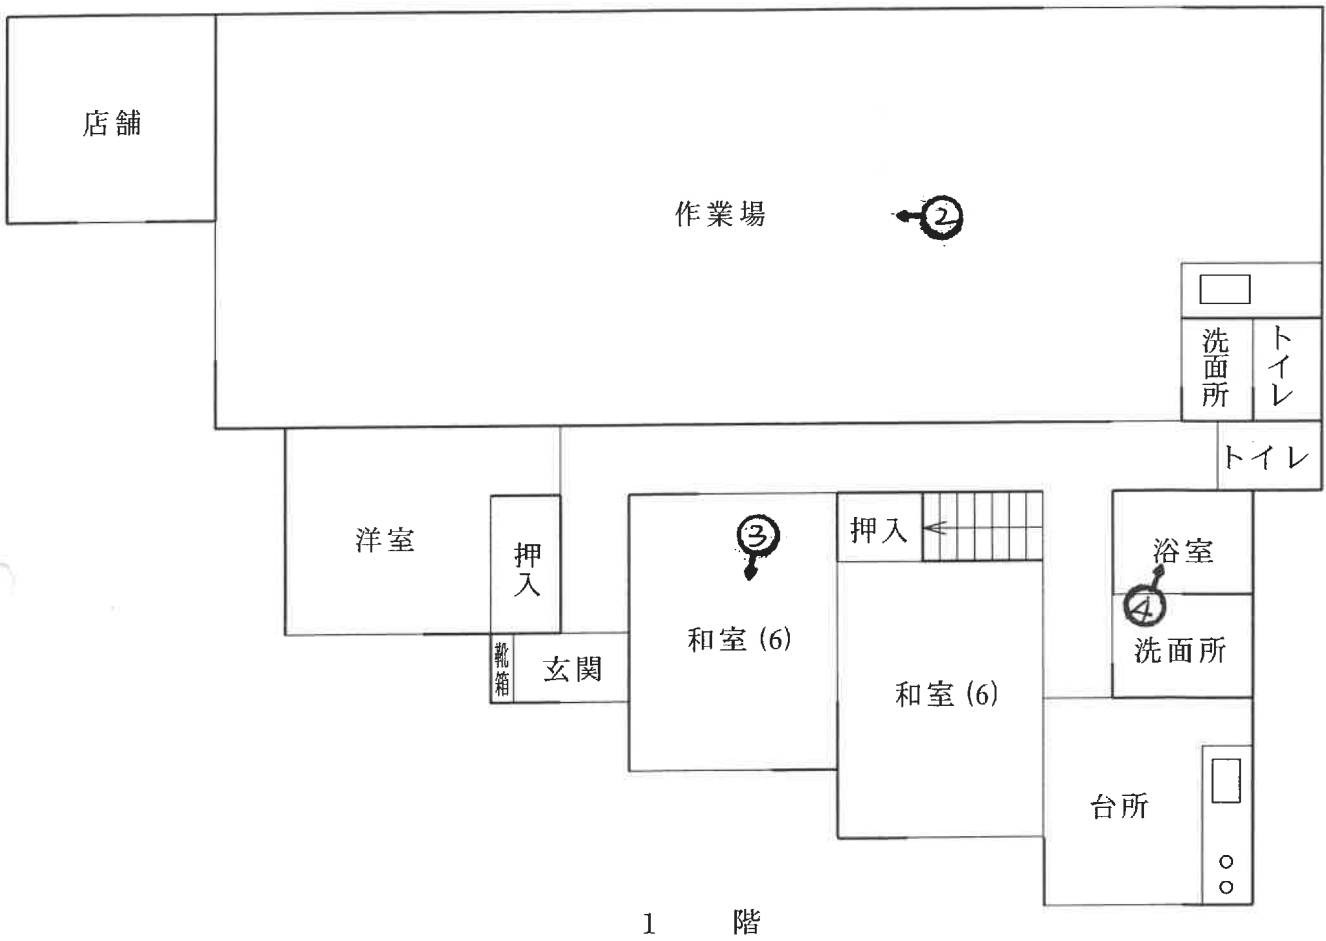 店舗
作業場
②
洗面所
トイレ
トイレ
洋室
押入
③
押入
浴室
④
靴箱
玄関
和室(6)
和室(6)
洗面所
台所
1 階